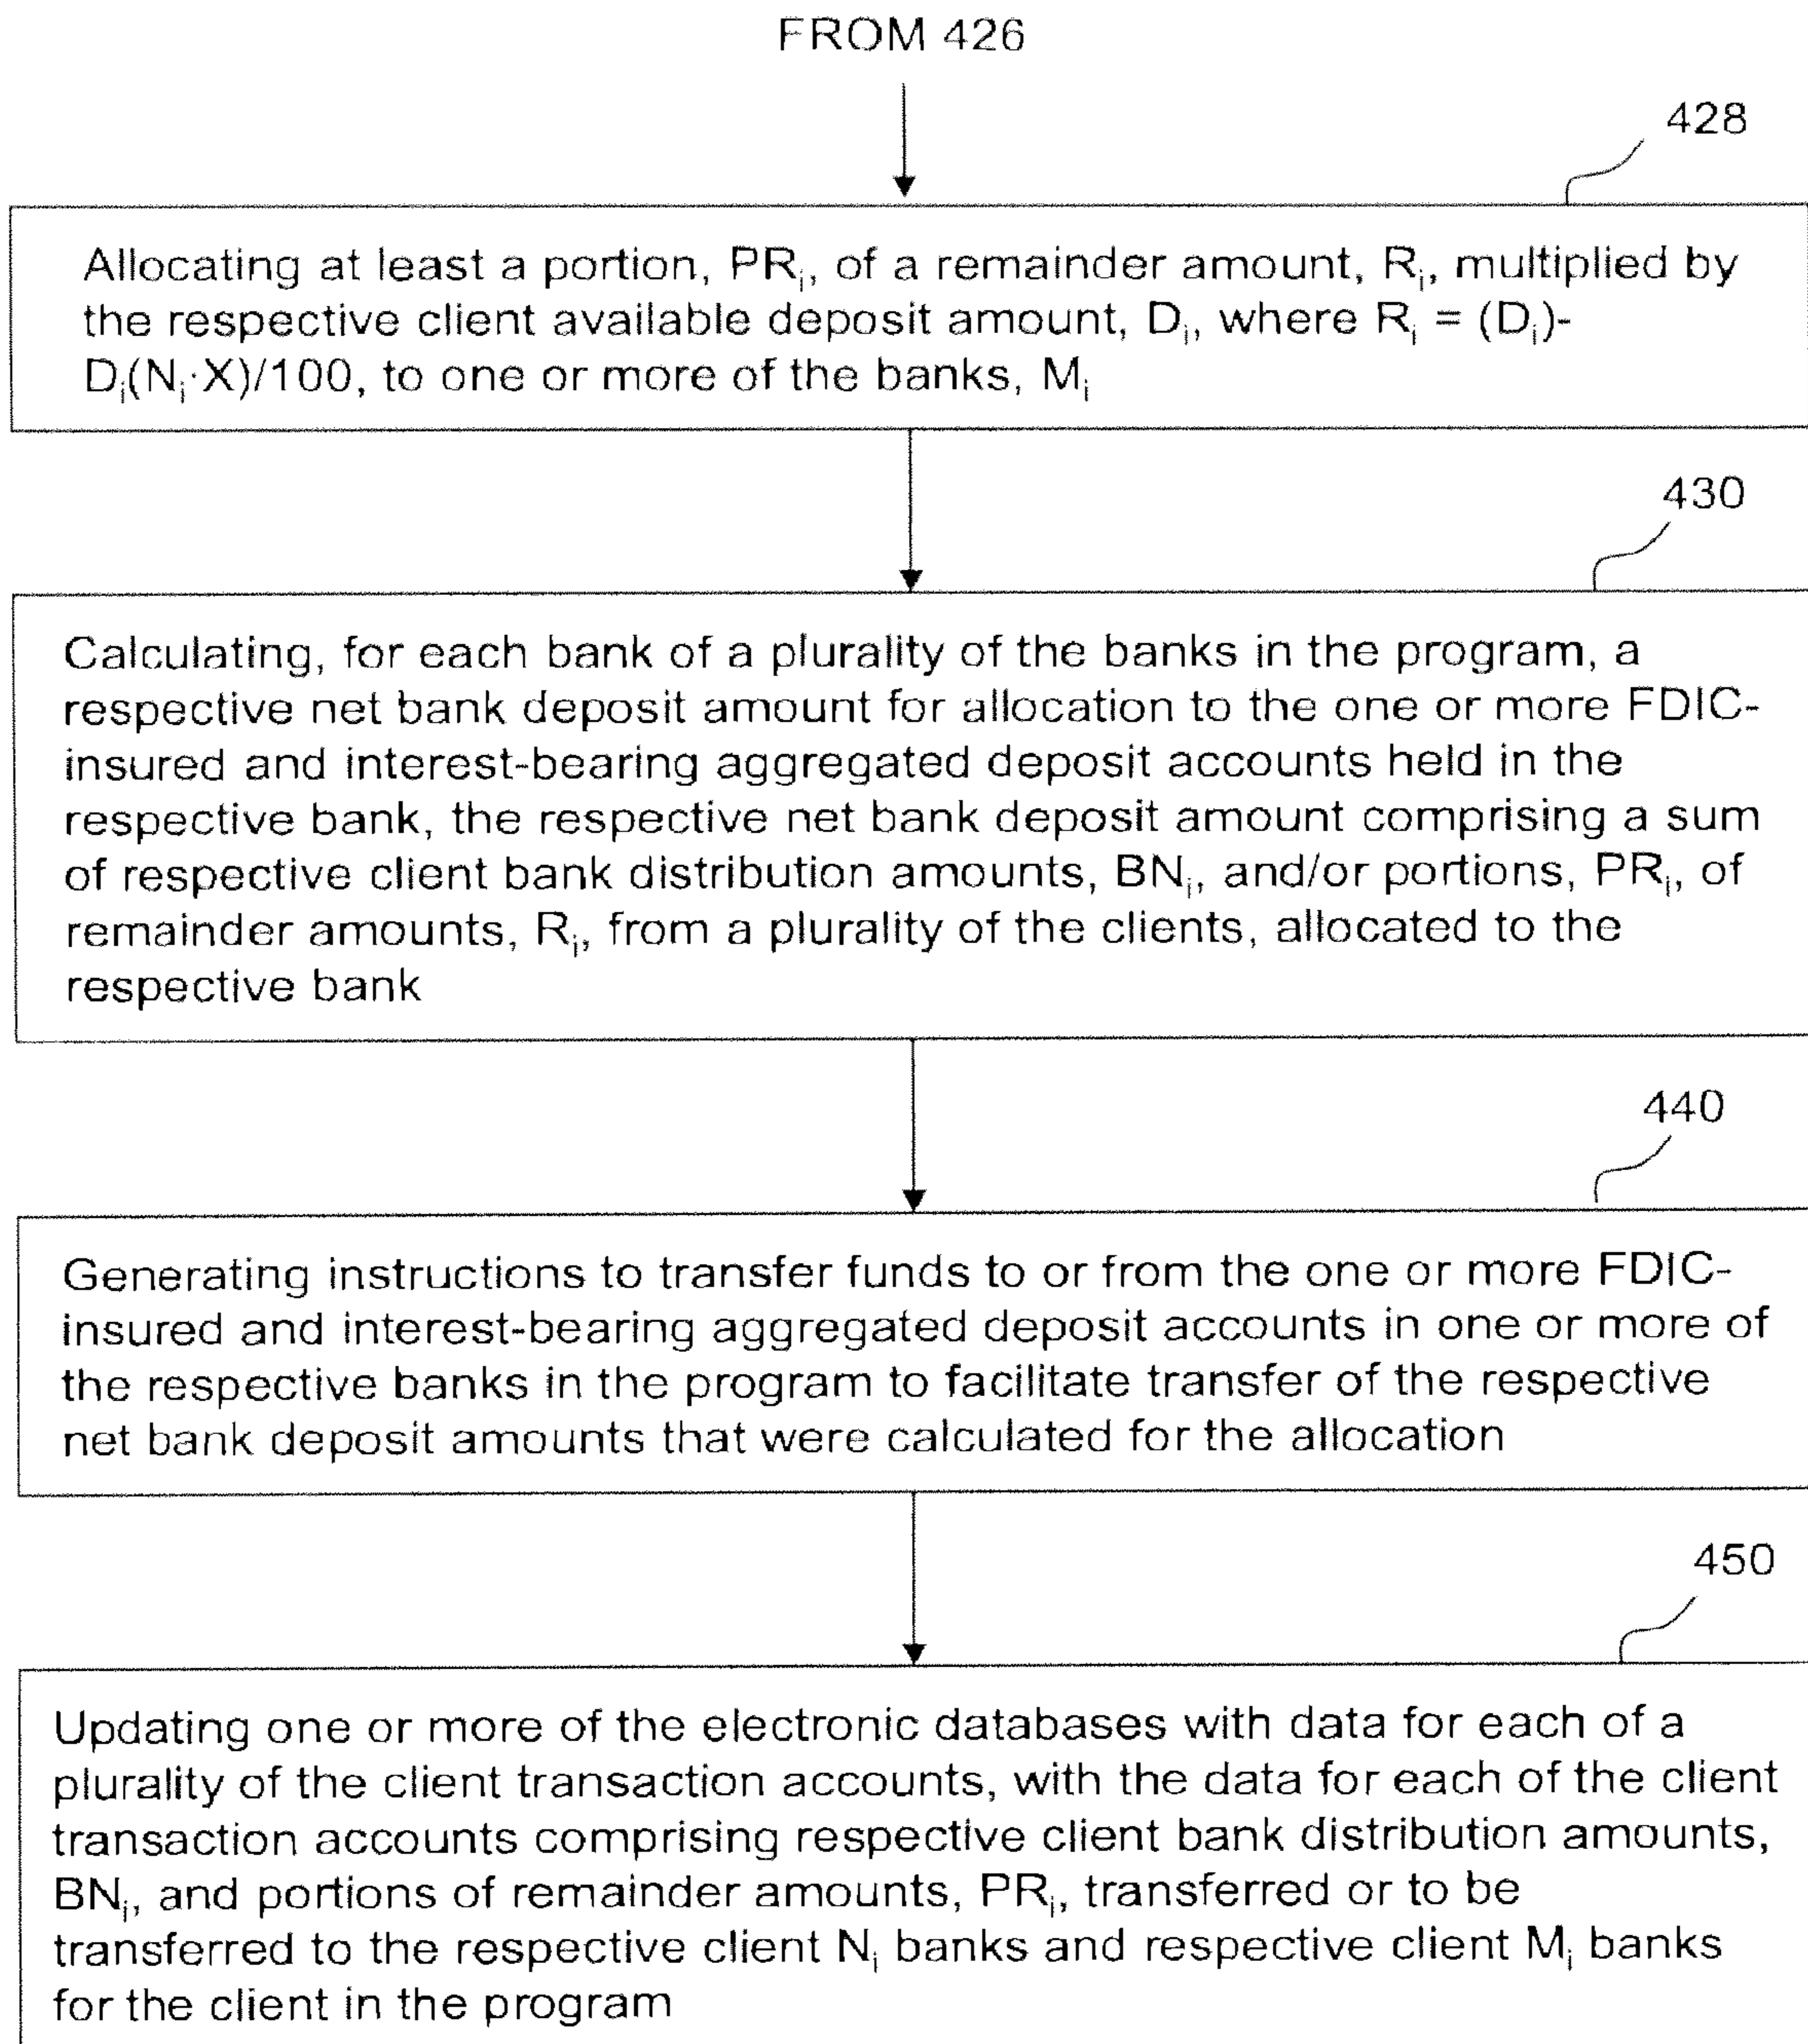 FROM 426
428
Allocating at least a portion, PRᵢ, of a remainder amount, Rᵢ, multiplied by
the respective client available deposit amount, Dᵢ, where Rᵢ = (Dᵢ)-
Dᵢ(Nᵢ·X)/100, to one or more of the banks, Mᵢ
430
Calculating, for each bank of a plurality of the banks in the program, a
respective net bank deposit amount for allocation to the one or more FDIC-
insured and interest-bearing aggregated deposit accounts held in the
respective bank, the respective net bank deposit amount comprising a sum
of respective client bank distribution amounts, BNᵢ, and/or portions, PRᵢ, of
remainder amounts, Rᵢ, from a plurality of the clients, allocated to the
respective bank
440
Generating instructions to transfer funds to or from the one or more FDIC-
insured and interest-bearing aggregated deposit accounts in one or more of
the respective banks in the program to facilitate transfer of the respective
net bank deposit amounts that were calculated for the allocation
450
Updating one or more of the electronic databases with data for each of a
plurality of the client transaction accounts, with the data for each of the client
transaction accounts comprising respective client bank distribution amounts,
BNᵢ, and portions of remainder amounts, PRᵢ, transferred or to be
transferred to the respective client Nᵢ banks and respective client Mᵢ banks
for the client in the program